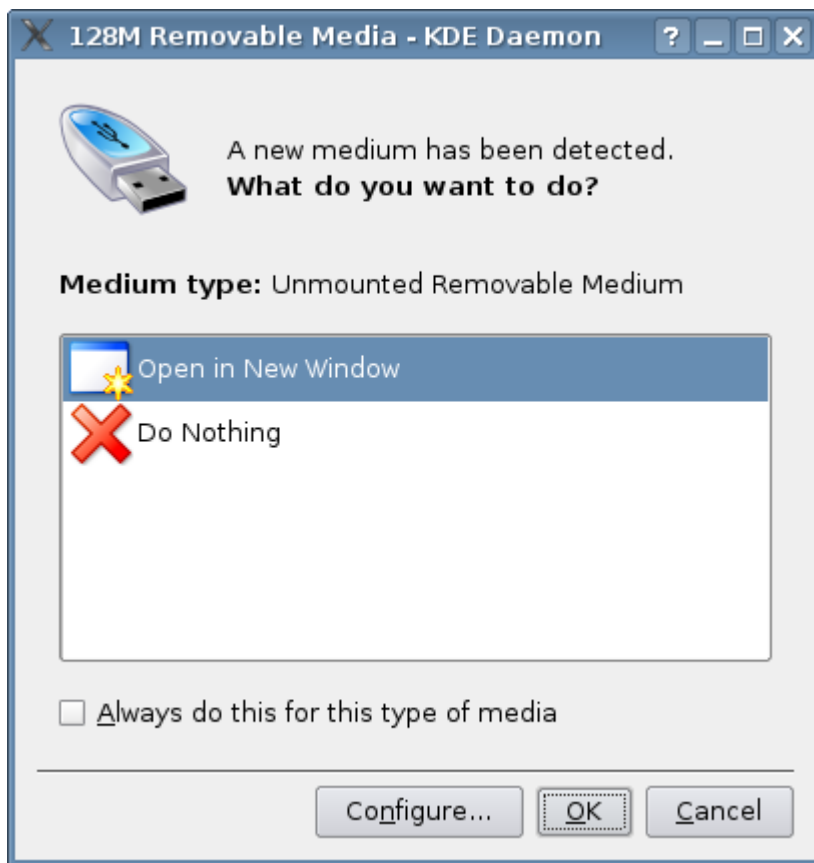 128M Removable Media - KDE Daemon
A new medium has been detected.
What do you want to do?
Medium type: Unmounted Removable Medium
Open in New Window
Do Nothing
Always do this for this type of media
Configure... OK Cancel